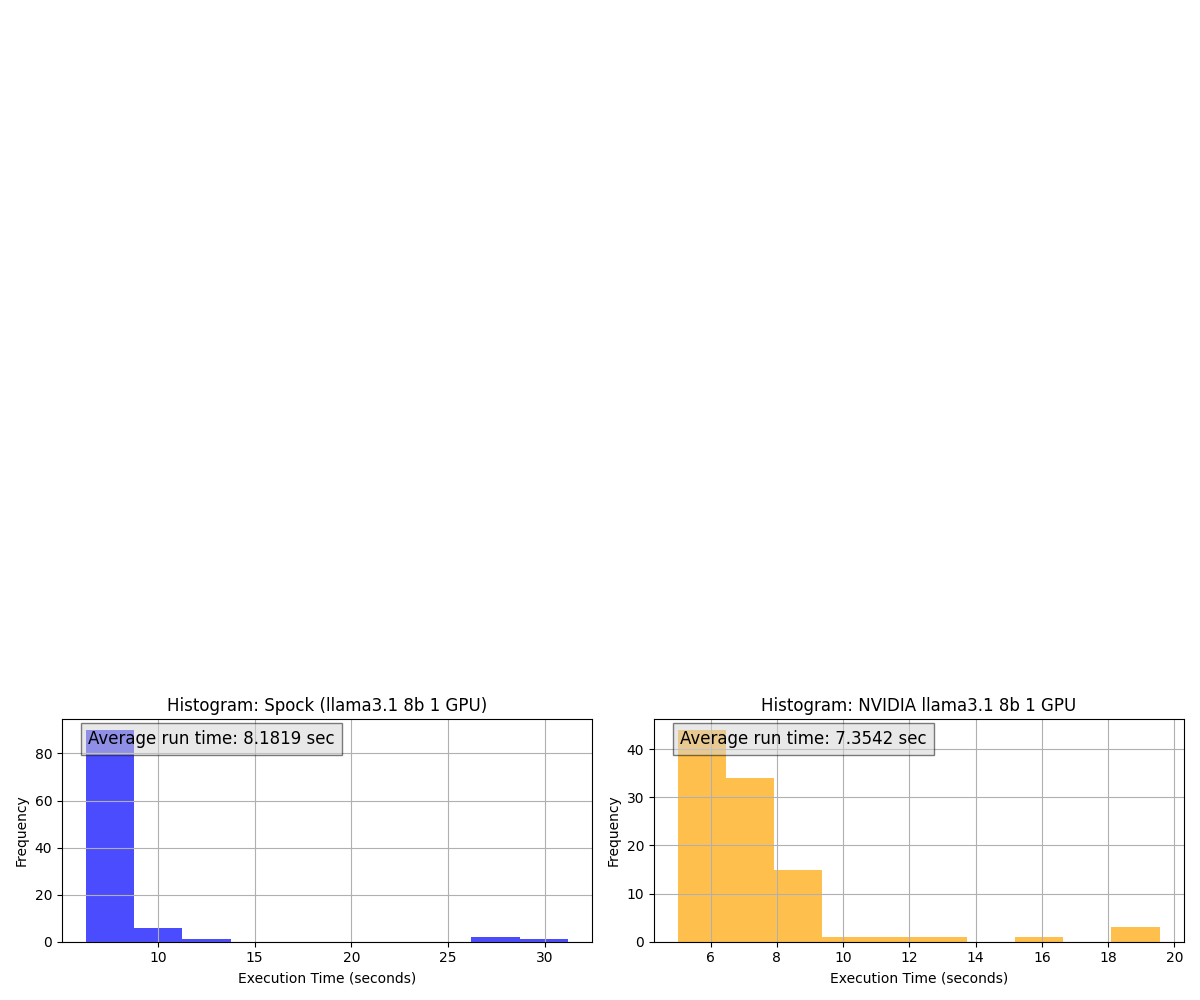 Histogram: Spock (llama3.1 8b 1 GPU)
Average run time: 8.1819 sec
Frequency
80
60
40
20
0
10
15
20
25
30
Execution Time (seconds)
Histogram: NVIDIA llama3.1 8b 1 GPU
Average run time: 7.3542 sec
Frequency
40
30
20
10
0
6
8
10
12
14
16
18
20
Execution Time (seconds)